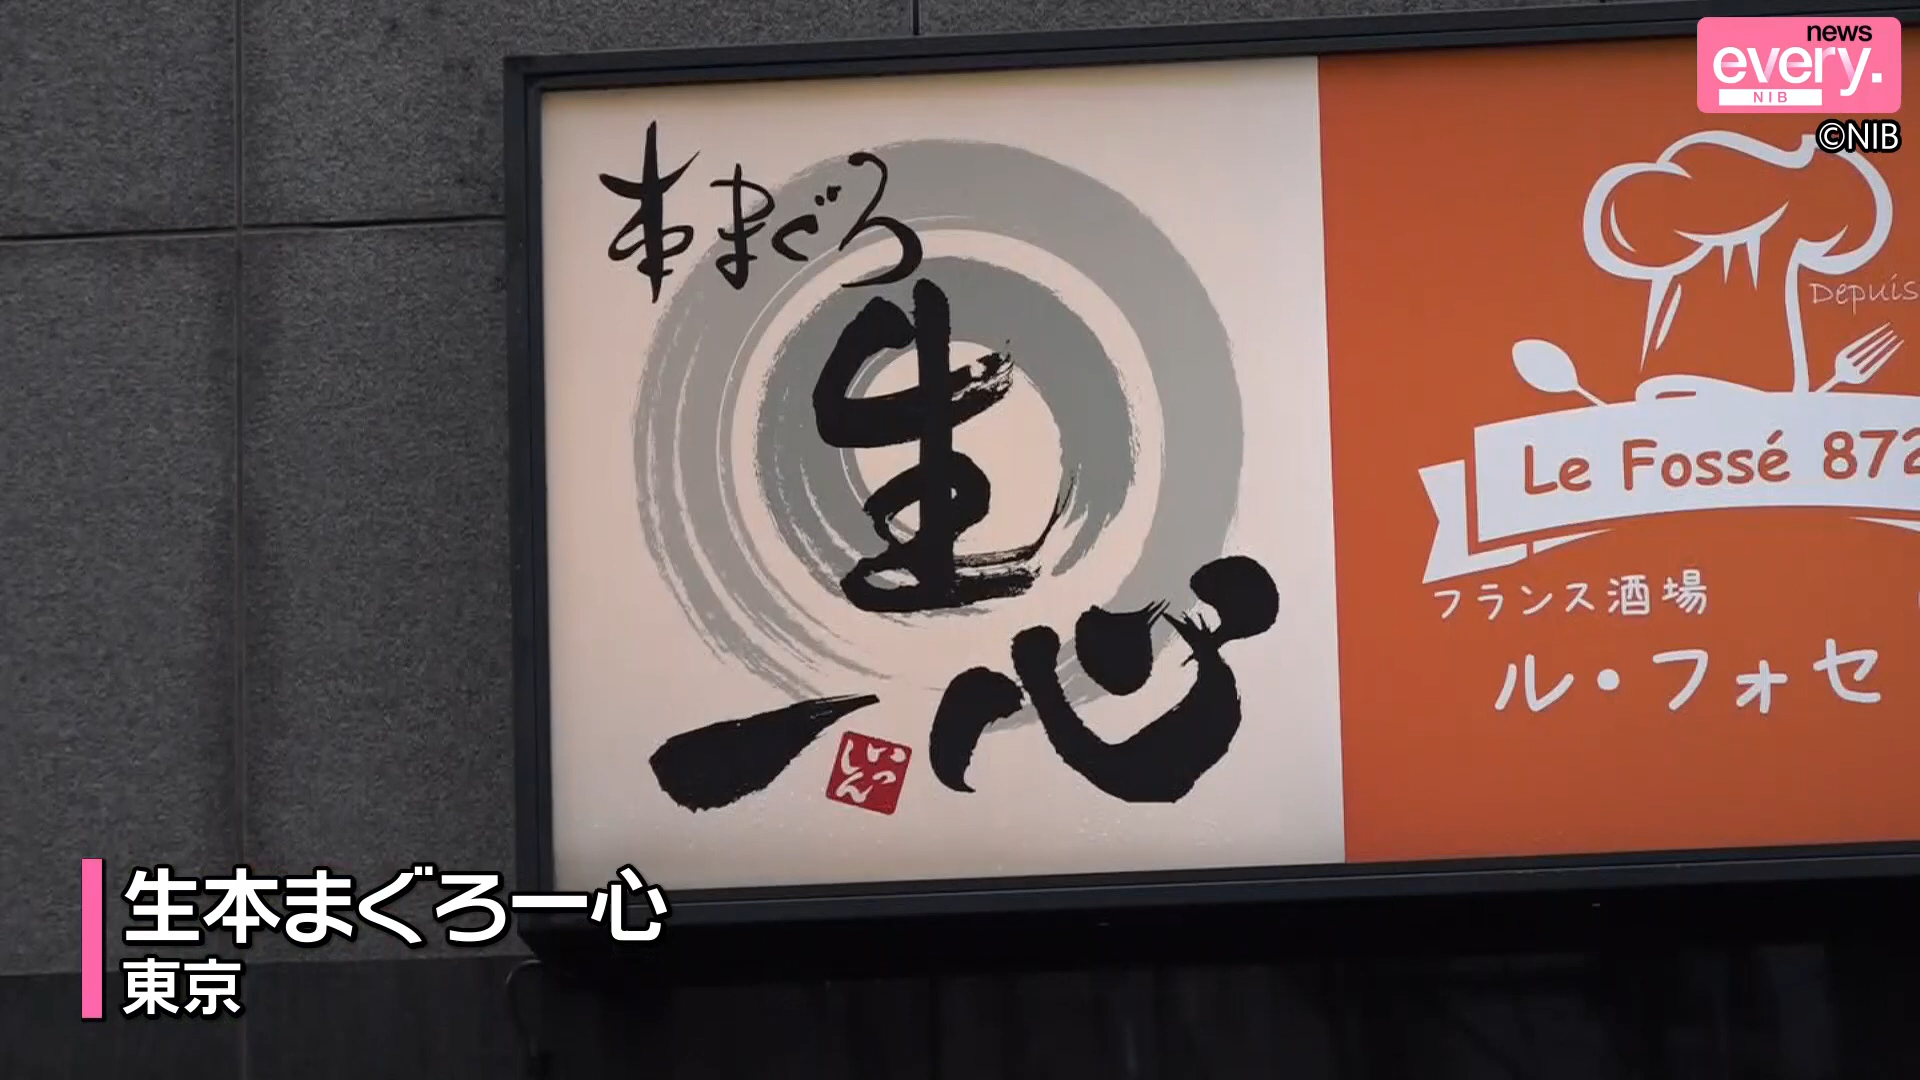 news
every.
NIB
©NIB
本まぐろ
生
一心
いっしん
Depuis
Le Fossé 872
フランス酒場
ル・フォセ
生本まぐろ一心
東京